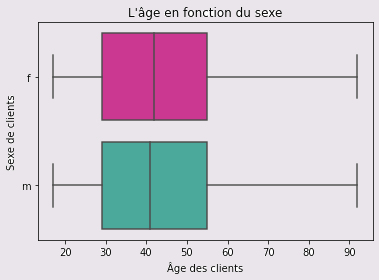 L'âge en fonction du sexe
Sexe de clients
f
m
20 30 40 50 60 70 80 90
Âge des clients